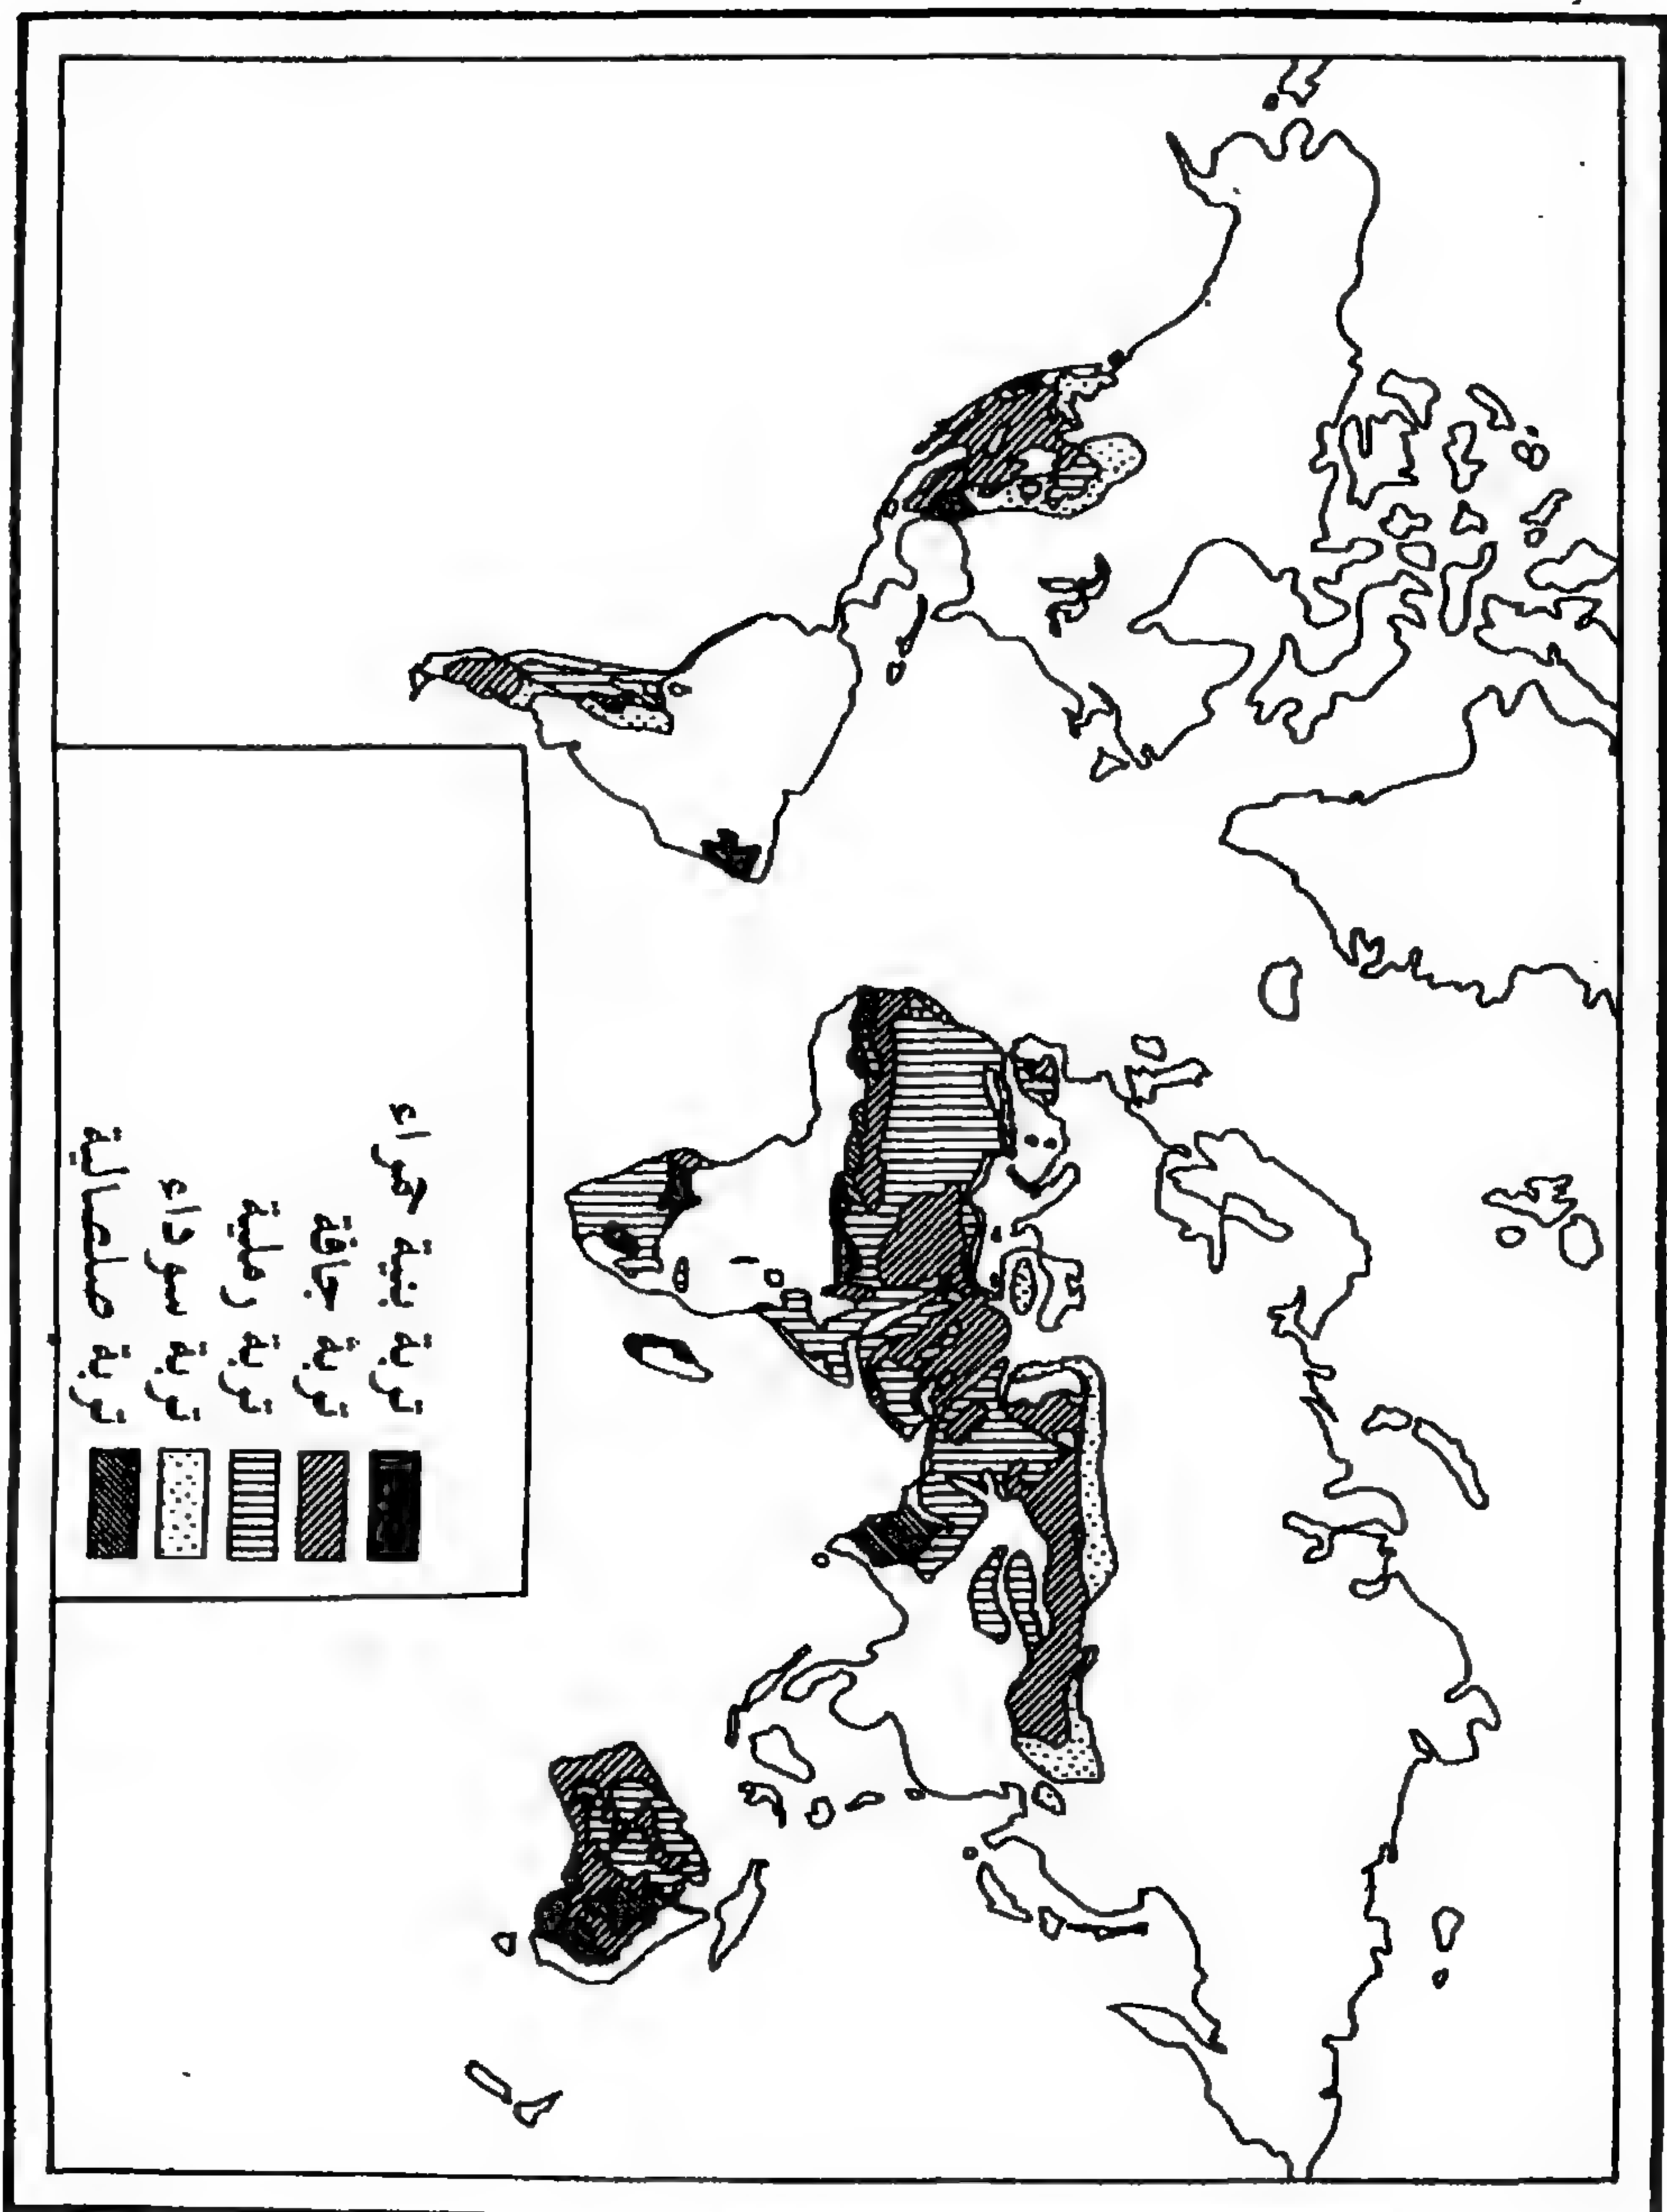 تربة بنية حمراء
تربة جافة
تربة رملية
تربة سوداء
تربة صلصالية